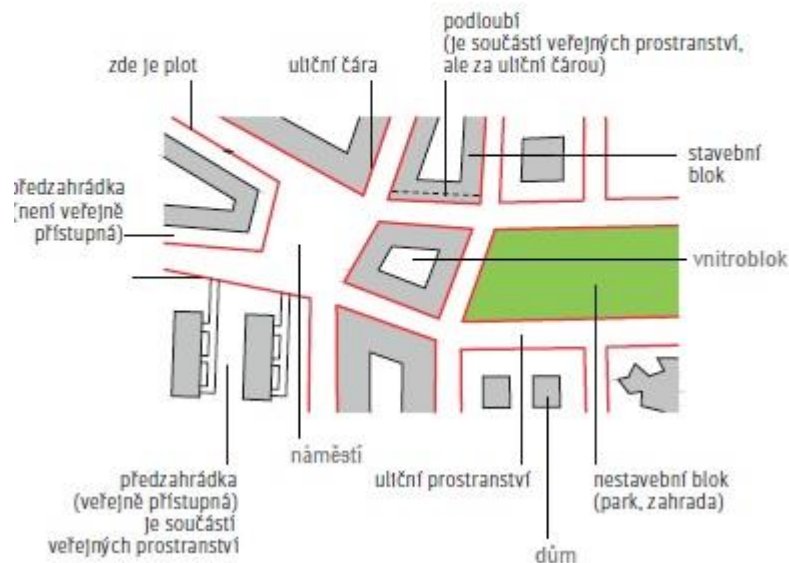 podloubí
(je součástí veřejných prostranství,
ale za uliční čárou)
zde je plot
uliční čára
stavební
blok
předzahrádka
(není veřejně
přístupná)
vnitroblok
náměstí
uliční prostranství
nestavební blok
(park, zahrada)
předzahrádka
(veřejně přístupná)
je součástí
veřejných prostranství
dům